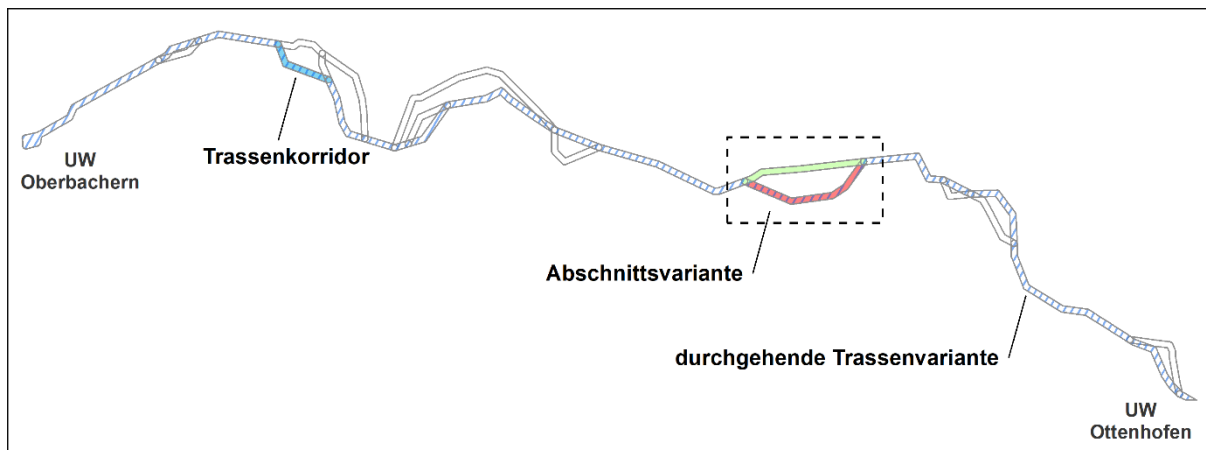 UW
Oberbachern
Trassenkorridor
Abschnittsvariante
durchgehende Trassenvariante
UW
Ottenhofen